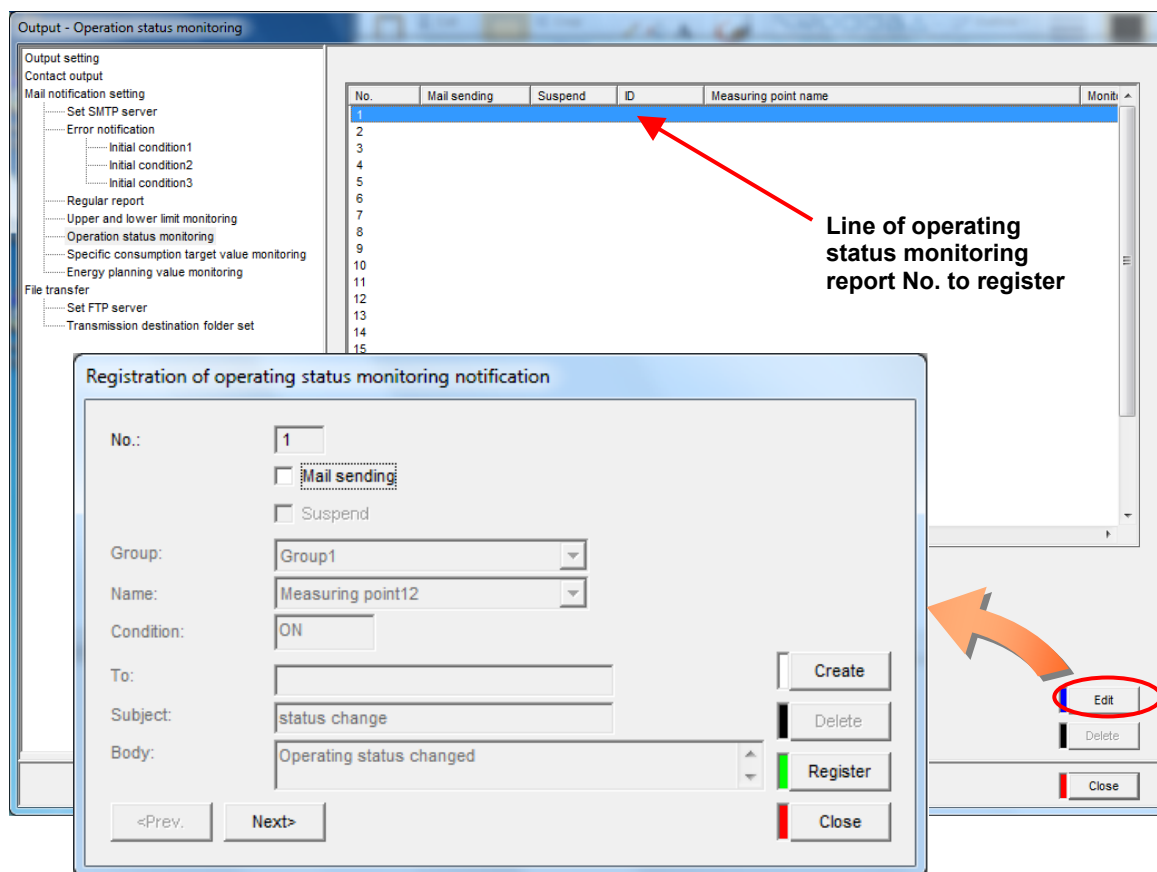 Output - Operation status monitoring
Output setting
Contact output
Mail notification setting
Set SMTP server
Error notification
Initial condition1
Initial condition2
Initial condition3
Regular report
Upper and lower limit monitoring
Operation status monitoring
Specific consumption target value monitoring
Energy planning value monitoring
File transfer
Set FTP server
Transmission destination folder set
No. Mail sending Suspend ID Measuring point name Monit
1
2
3
4
5
6
7
8
9
10
11
12
13
14
15
Line of operating
status monitoring
report No. to register
Edit
Delete
Close
Registration of operating status monitoring notification
No.: 1
Mail sending
Suspend
Group: Group1
Name: Measuring point12
Condition: ON
To:
Subject: status change
Body: Operating status changed
Create
Delete
Register
Close
<Prev. Next>